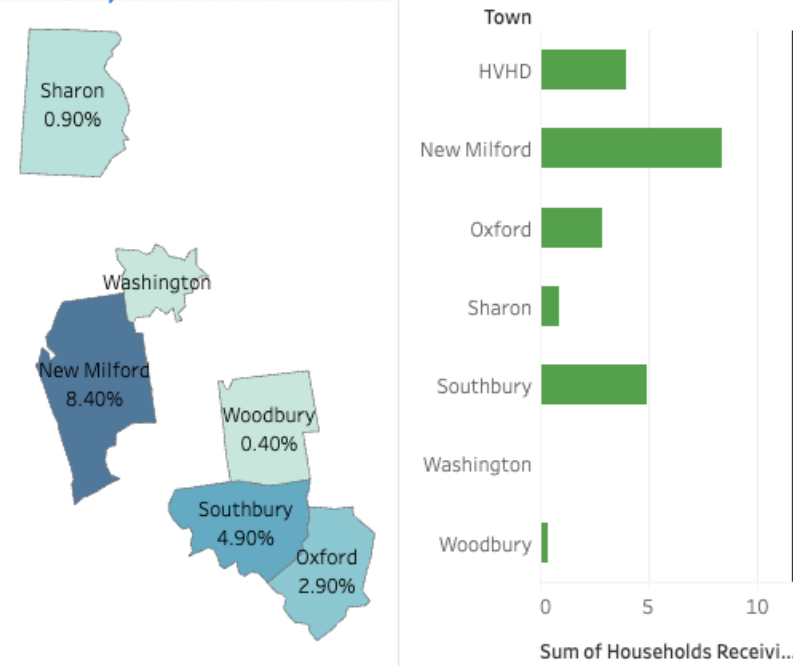 Sharon
0.90%
Washington
New Milford
8.40%
Woodbury
0.40%
Southbury
4.90%
Oxford
2.90%
Town
HVHD
New Milford
Oxford
Sharon
Southbury
Washington
Woodbury
0 5 10
Sum of Households Receivi...